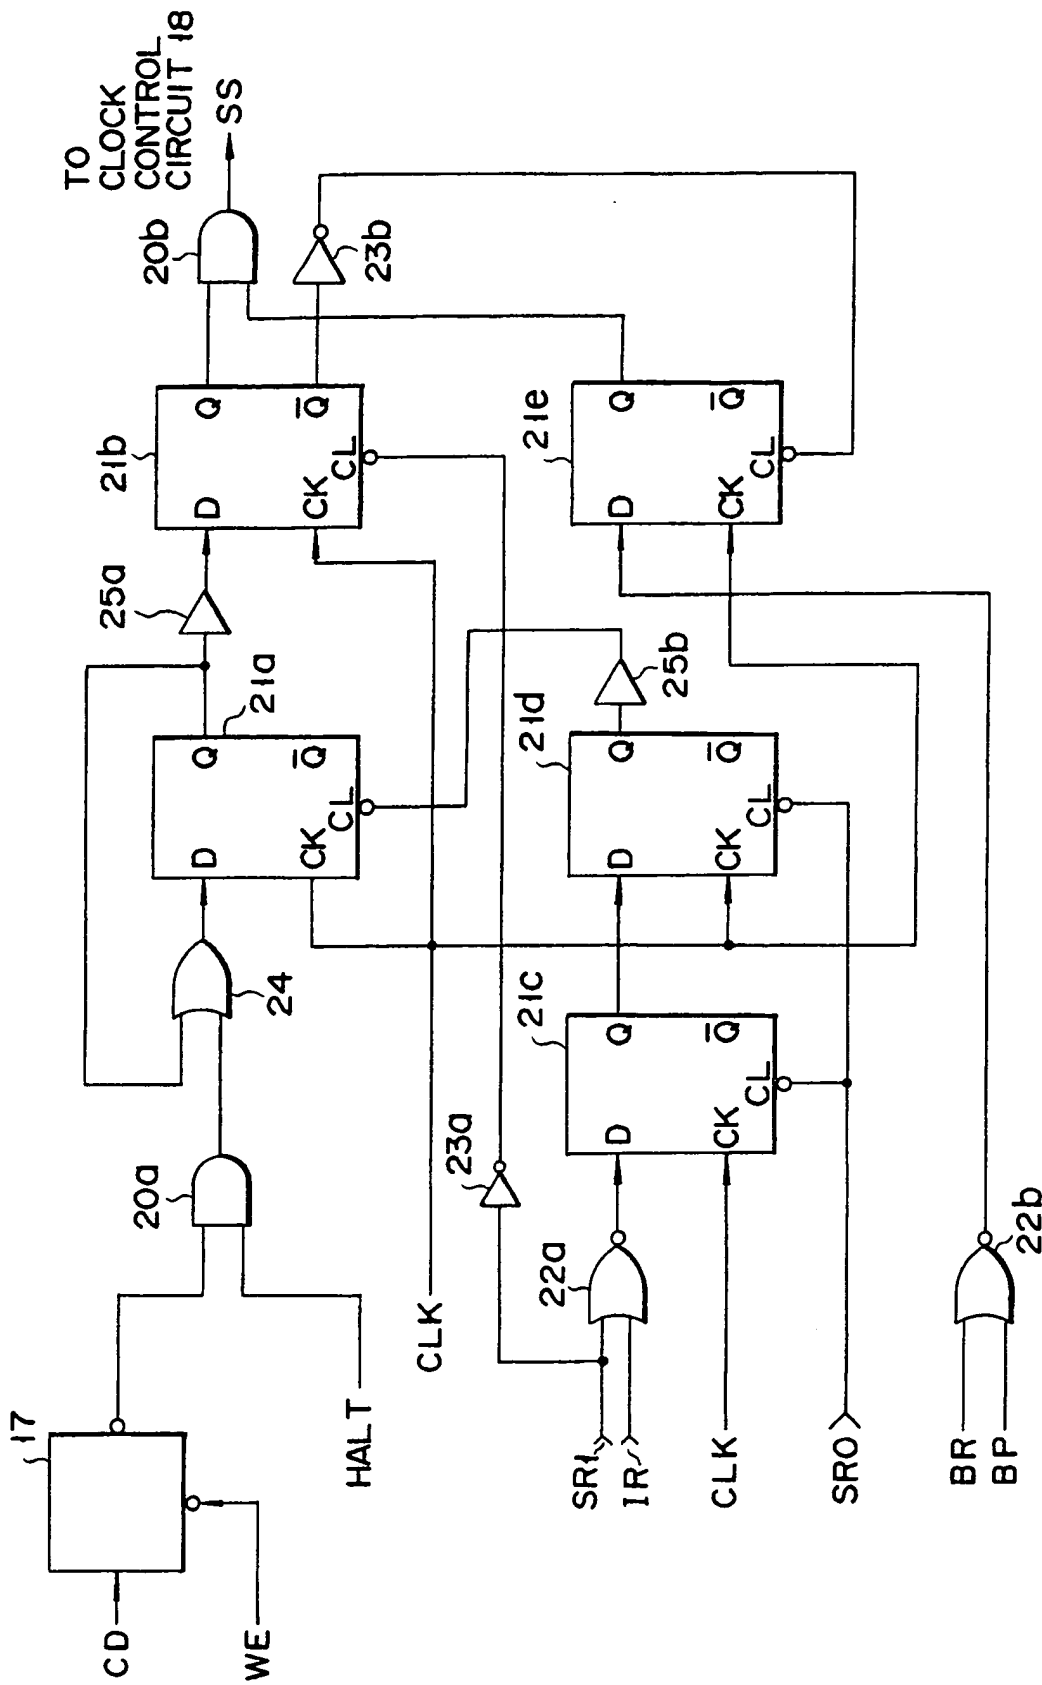 TO
CLOCK
CONTROL
CIRCUIT 18
SS
20b
23b
21b
D
Q
Q̅
CK
CL
25a
21a
D
Q
Q̅
CK
CL
24
20a
17
CD
WE
HALT
CLK
21e
D
Q
Q̅
CK
CL
25b
21d
D
Q
Q̅
CK
CL
21c
D
Q
Q̅
CK
CL
23a
22a
SR1
IR
CLK
SRO
BR
BP
22b